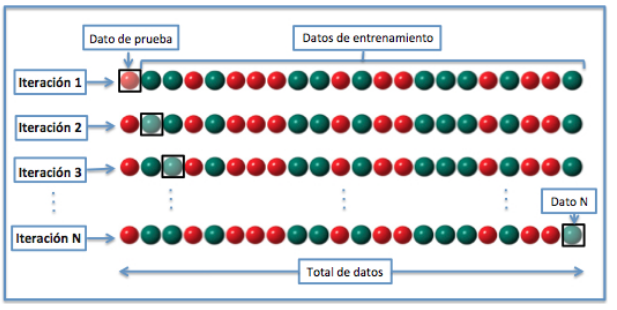 Dato de prueba
Datos de entrenamiento
Iteración 1
Iteración 2
Iteración 3
Dato N
Iteración N
Total de datos